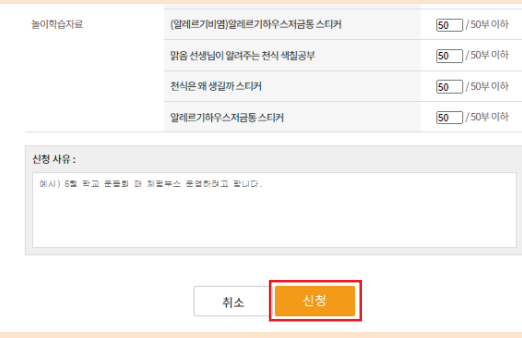 놀이학습자료 (알레르기비염)알레르기하우스저금통 스티커 50 / 50부 이하
맑음 선생님이 알려주는 천식 색칠공부 50 / 50부 이하
천식은 왜 생길까 스티커 50 / 50부 이하
알레르기하우스저금통 스티커 50 / 50부 이하
신청 사유 :
예시) 6월 학교 운동회 때 체험부스 운영하려고 합니다.
취소 신청